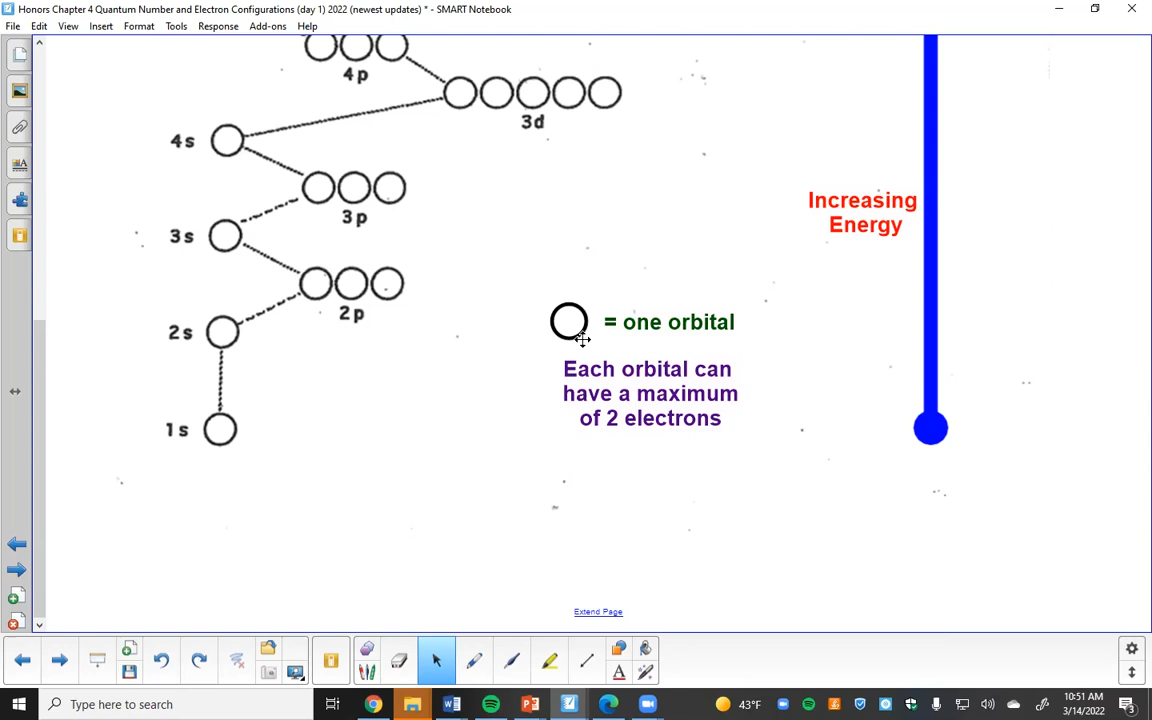 Honors Chapter 4 Quantum Number and Electron Configurations (day 1) 2022 (newest updates) * - SMART Notebook
File Edit View Insert Format Tools Response Add-ons Help
4p
3d
4s
3p
3s
2p
2s
1s
Increasing
Energy
= one orbital
Each orbital can
have a maximum
of 2 electrons
Extend Page
Type here to search
43°F
10:51 AM
3/14/2022
3